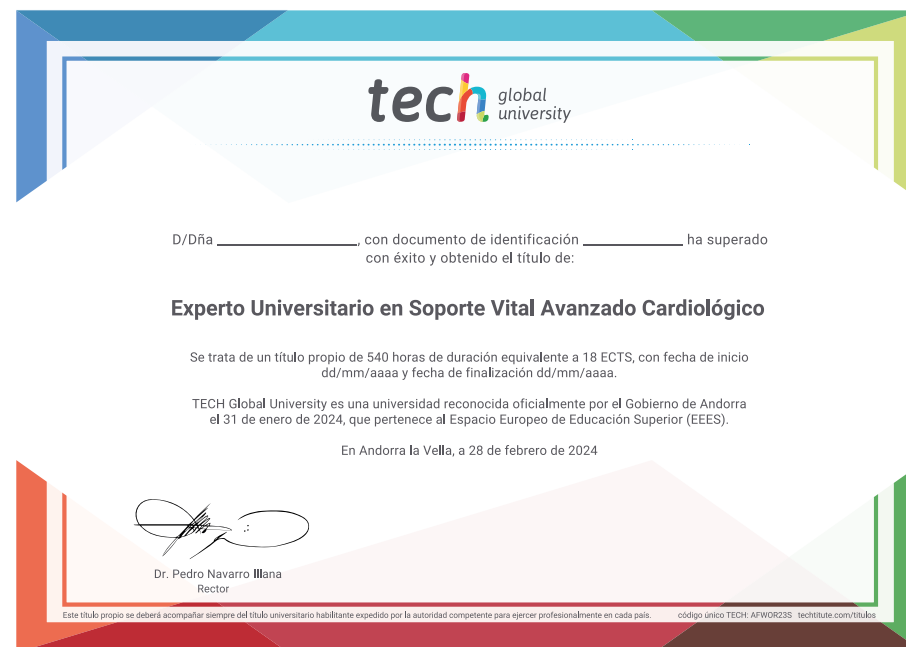 tech global university
D/Dña ____________________, con documento de identificación ______________ ha superado
con éxito y obtenido el título de:
Experto Universitario en Soporte Vital Avanzado Cardiológico
Se trata de un título propio de 540 horas de duración equivalente a 18 ECTS, con fecha de inicio
dd/mm/aaaa y fecha de finalización dd/mm/aaaa.
TECH Global University es una universidad reconocida oficialmente por el Gobierno de Andorra
el 31 de enero de 2024, que pertenece al Espacio Europeo de Educación Superior (EEES).
En Andorra la Vella, a 28 de febrero de 2024
Dr. Pedro Navarro Illana
Rector
Este título propio se deberá acompañar siempre del título universitario habilitante expedido por la autoridad competente para ejercer profesionalmente en cada país. código único TECH: AFWOR23S techtitute.com/titulos